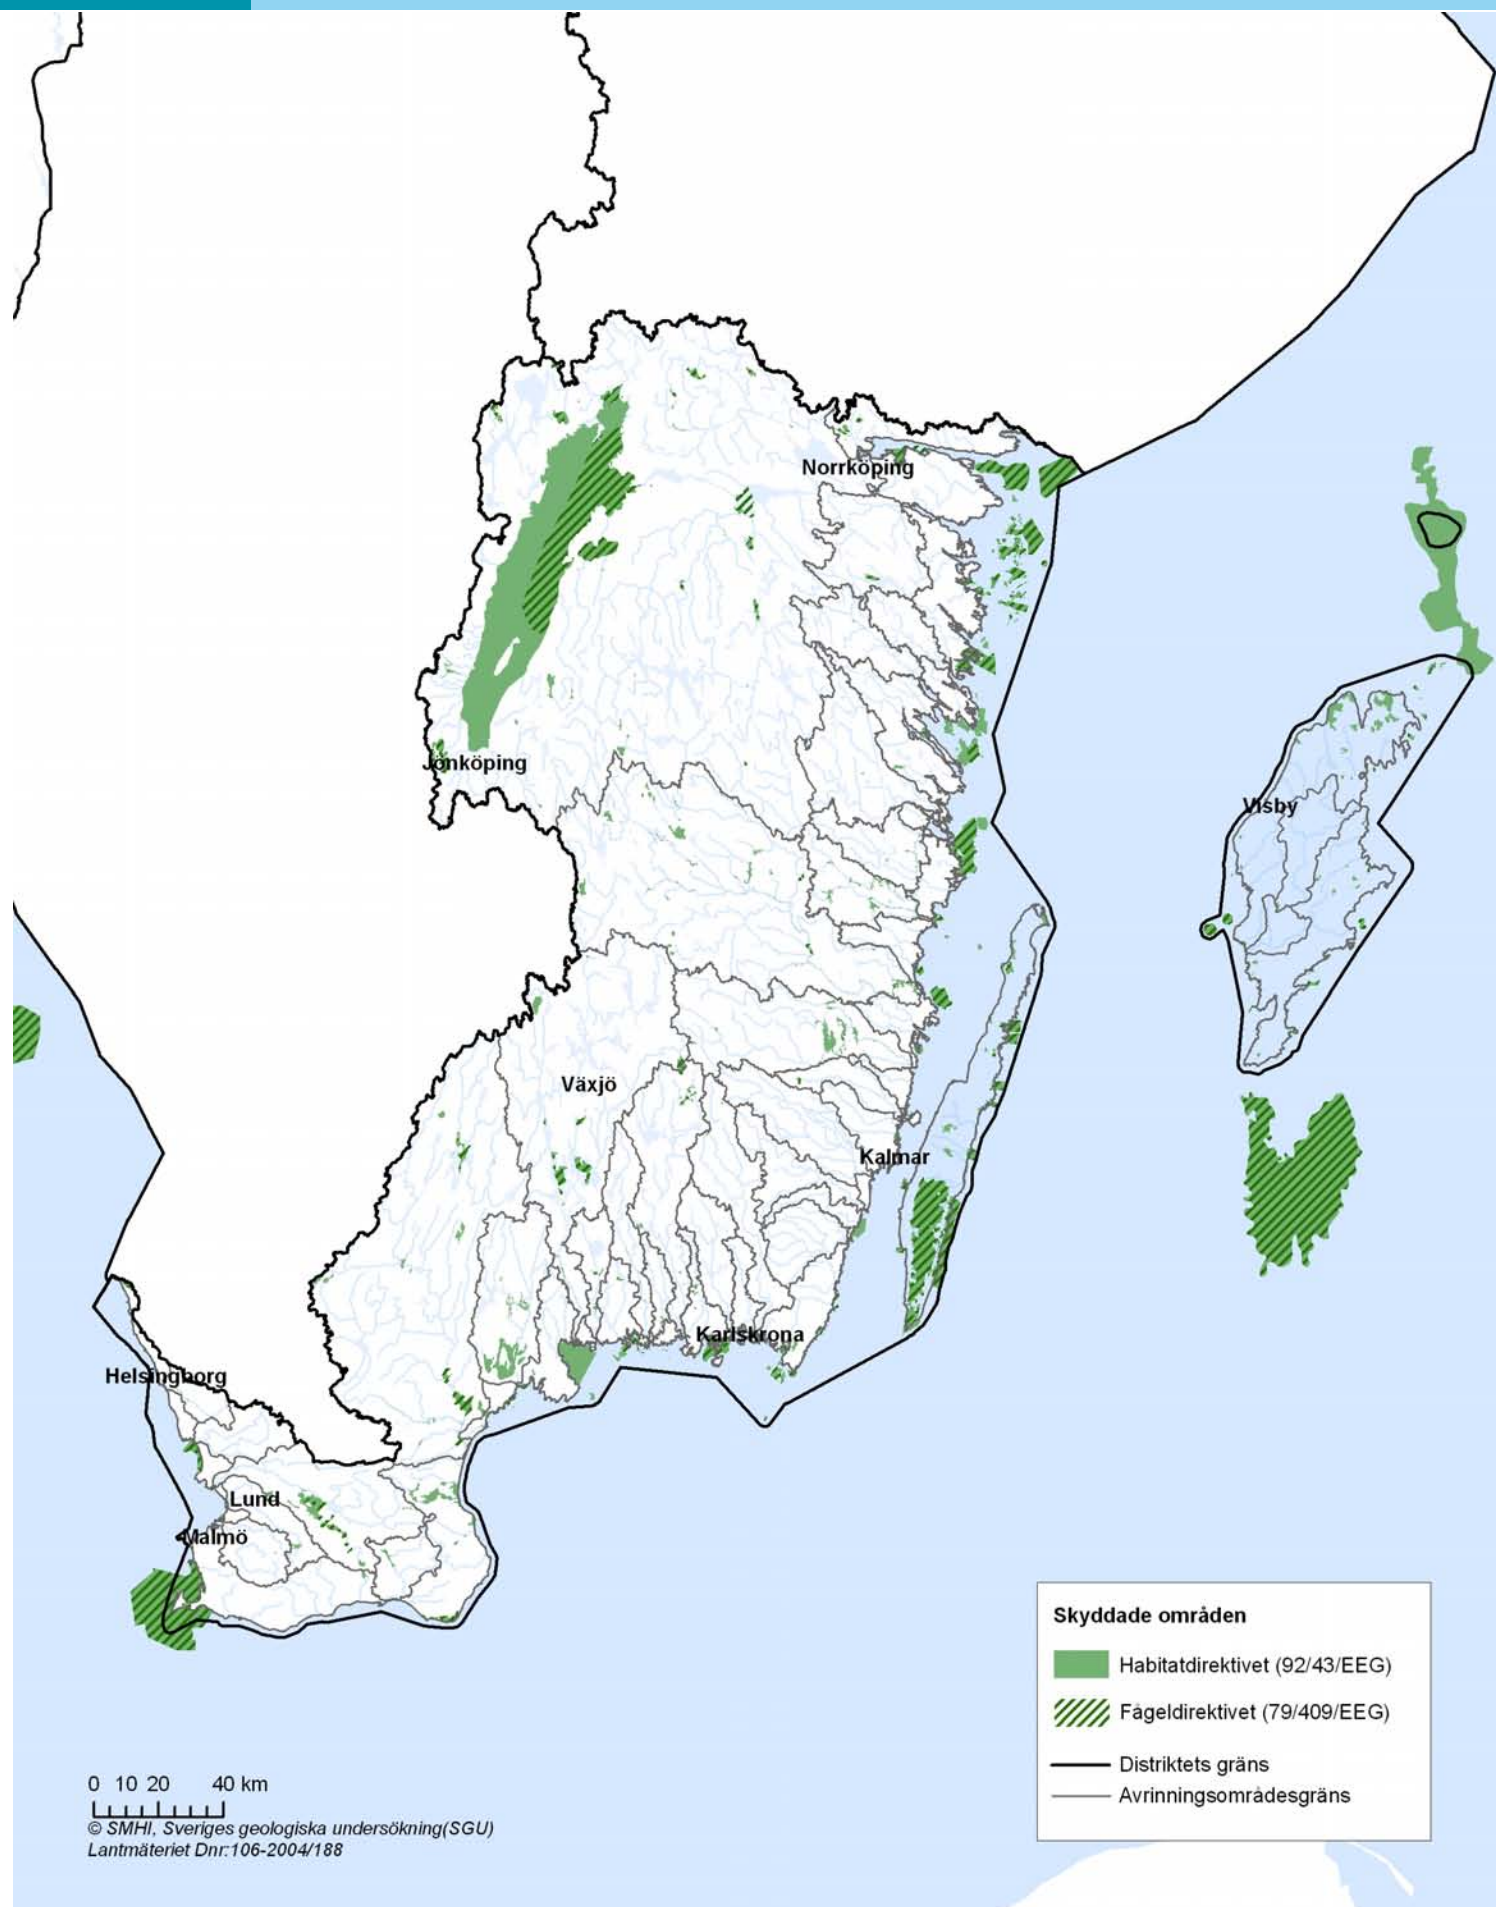 Norrköping
Jönköping
Visby
Växjö
Kalmar
Karlskrona
Helsingborg
Lund
Malmö
Skyddade områden
Habitatdirektivet (92/43/EEG)
Fågeldirektivet (79/409/EEG)
Distriktets gräns
Avrinningsområdesgräns
0 10 20 40 km
© SMHI, Sveriges geologiska undersökning(SGU)
Lantmäteriet Dnr:106-2004/188